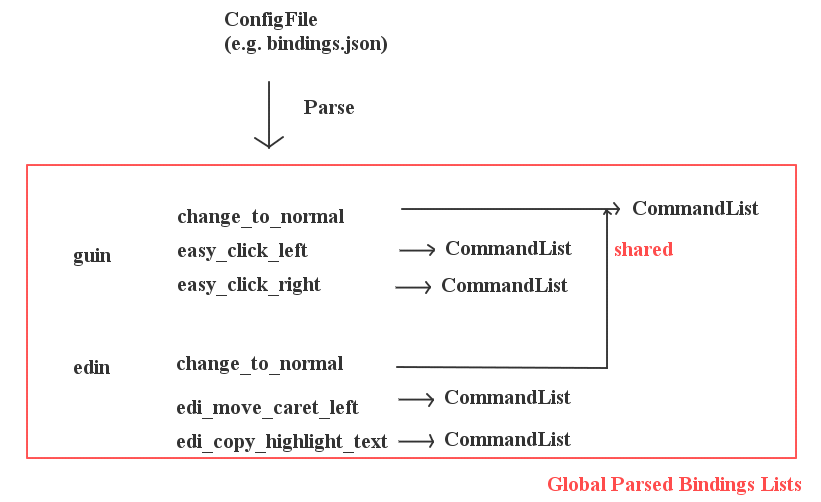 ConfigFile
(e.g. bindings.json)
Parse
change_to_normal
CommandList
guin
easy_click_left
CommandList
shared
easy_click_right
CommandList
edin
change_to_normal
edi_move_caret_left
CommandList
edi_copy_highlight_text
CommandList
Global Parsed Bindings Lists